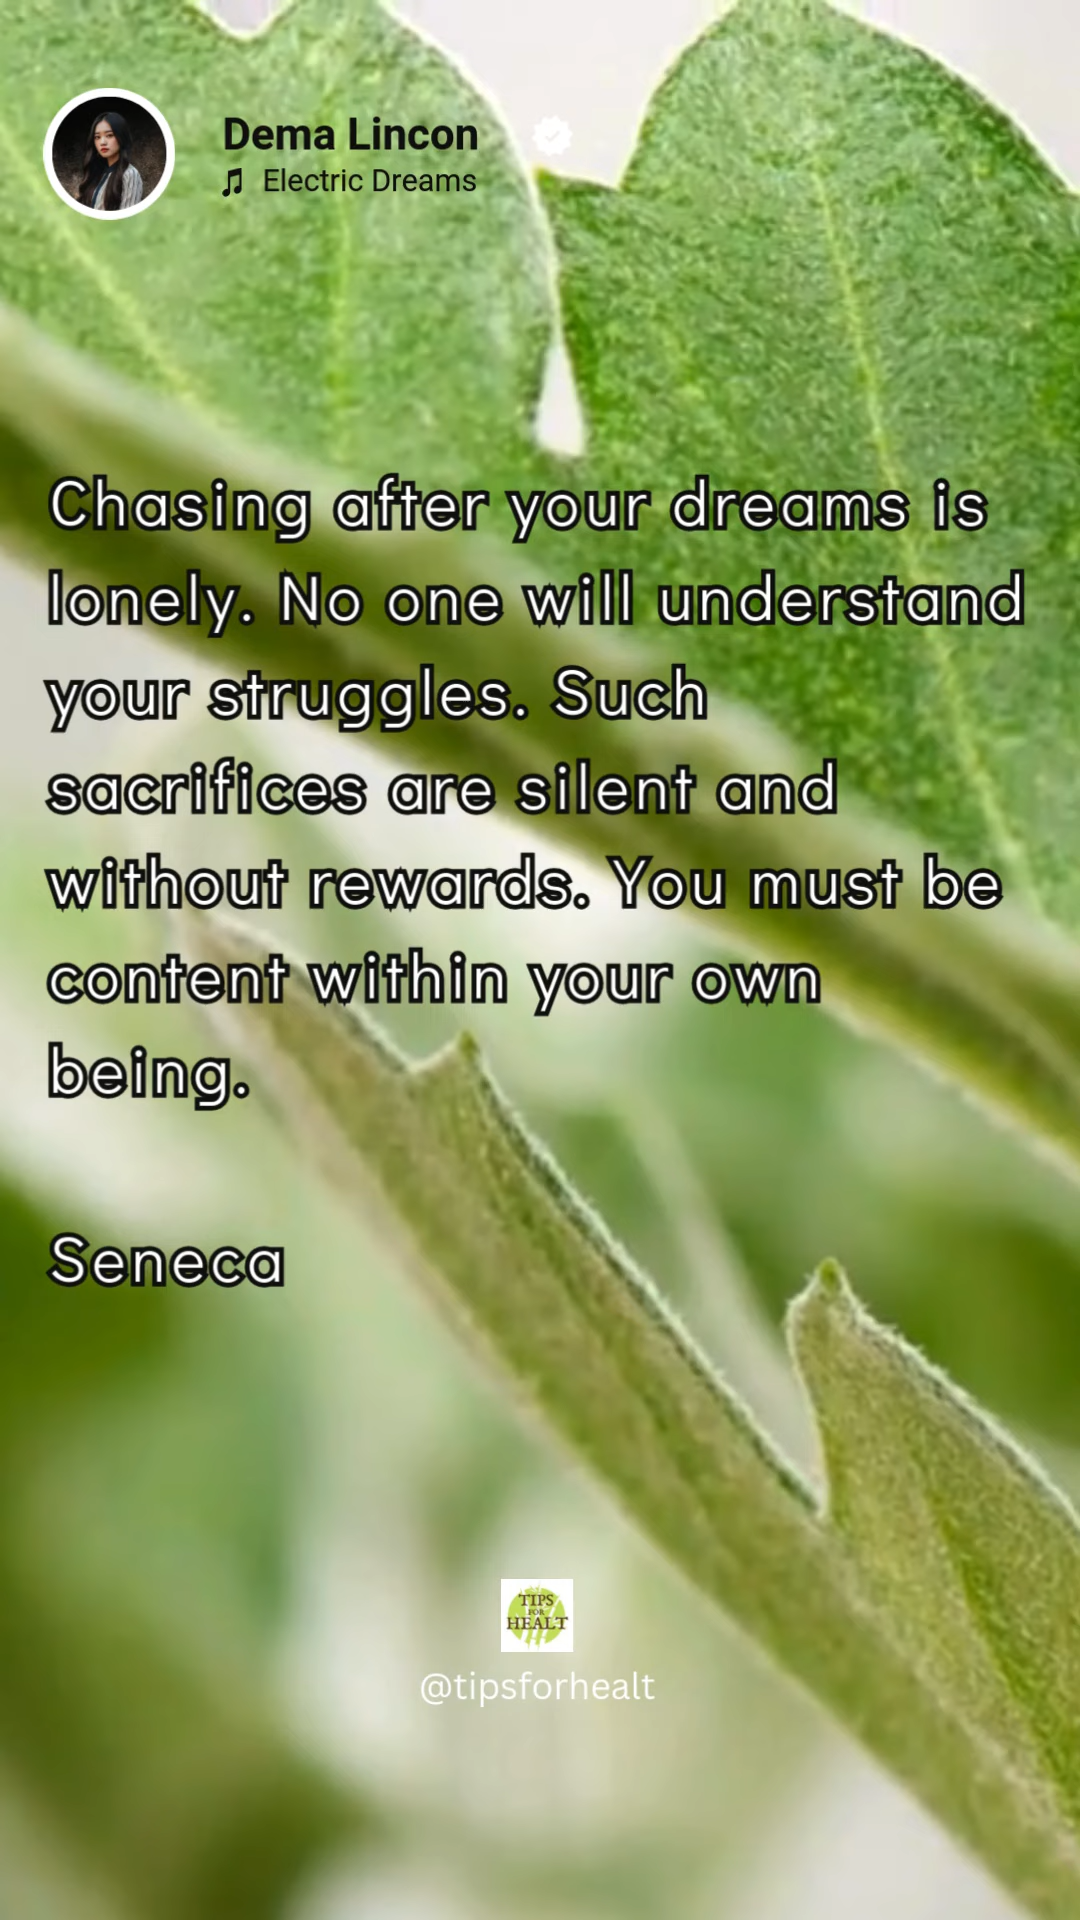 Dema Lincon
Electric Dreams
Chasing after your dreams is
lonely. No one will understand
your struggles. Such
sacrifices are silent and
without rewards. You must be
content within your own
being.
Seneca
TIPS
FOR
HEALT
@tipsforhealt